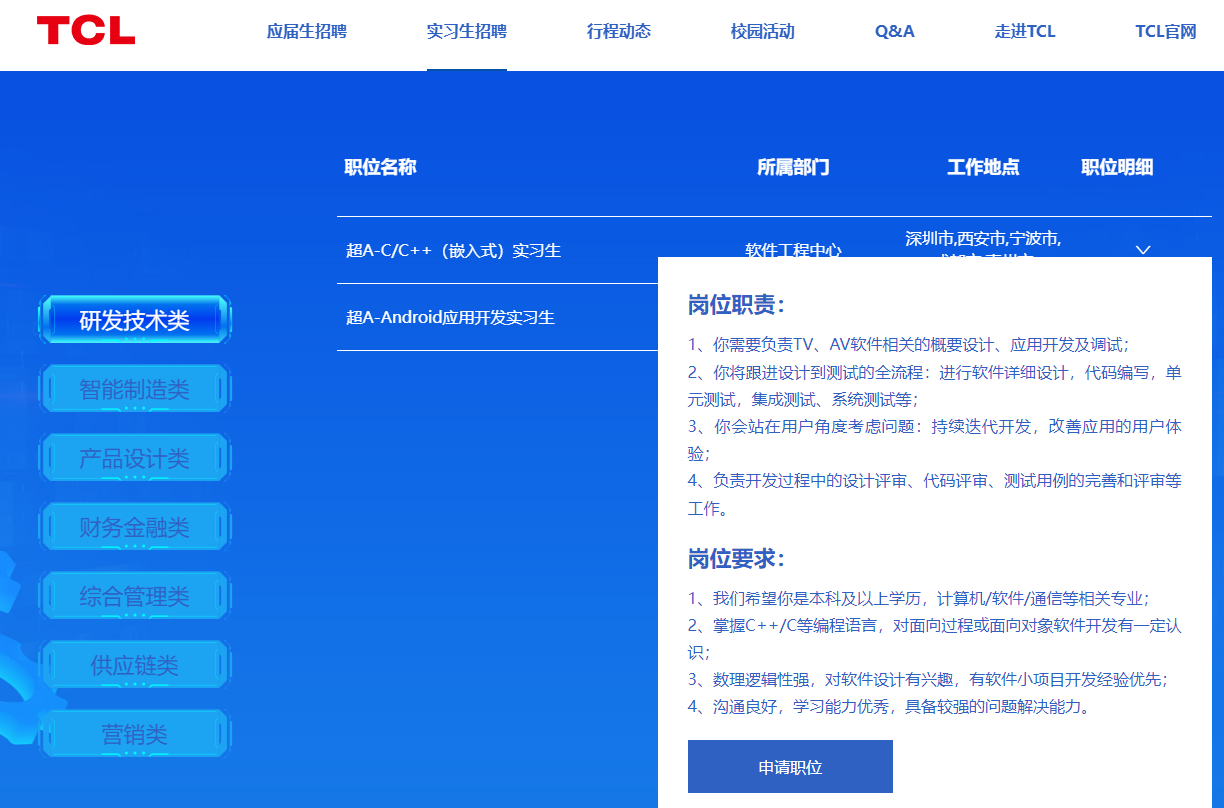 TCL
应届生招聘
实习生招聘
行程动态
校园活动
Q&A
走进TCL
TCL官网
职位名称
所属部门
工作地点
职位明细
超A-C/C++（嵌入式）实习生
软件工程中心
深圳市,西安市,宁波市,
超A-Android应用开发实习生
研发技术类
智能制造类
产品设计类
财务金融类
综合管理类
供应链类
营销类
岗位职责：
1、你需要负责TV、AV软件相关的概要设计、应用开发及调试；
2、你将跟进设计到测试的全流程：进行软件详细设计，代码编写，单
元测试，集成测试、系统测试等；
3、你会站在用户角度考虑问题：持续迭代开发，改善应用的用户体
验；
4、负责开发过程中的设计评审、代码评审、测试用例的完善和评审等
工作。
岗位要求：
1、我们希望你是本科及以上学历，计算机/软件/通信等相关专业；
2、掌握C++/C等编程语言，对面向过程或面向对象软件开发有一定认
识；
3、数理逻辑性强，对软件设计有兴趣，有软件小项目开发经验优先；
4、沟通良好，学习能力优秀，具备较强的问题解决能力。
申请职位